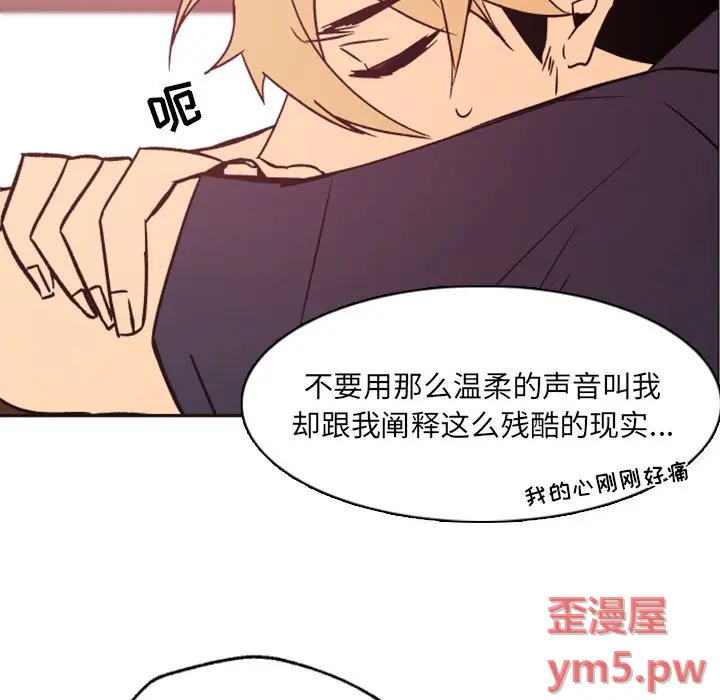 呃
不要用那么温柔的声音叫我
却跟我阐释这么残酷的现实...
我的心刚刚好痛
歪漫屋
ym5.pw